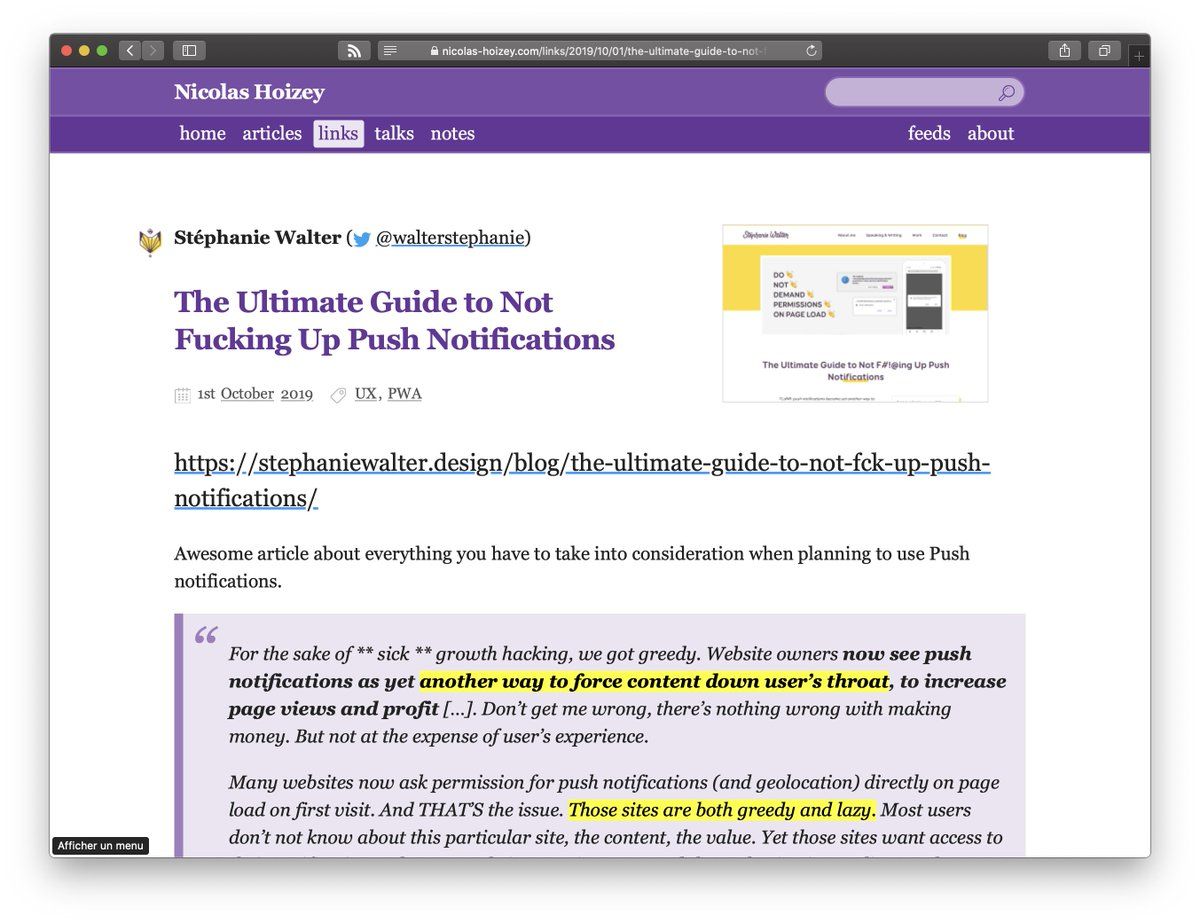 nicolas-hoizey.com/links/2019/10/01/the-ultimate-guide-to-not-f
Nicolas Hoizey
home articles links talks notes feeds about
Stéphanie Walter (@walterstephanie)
The Ultimate Guide to Not
Fucking Up Push Notifications
1st October 2019 UX, PWA
Stéphanie Walter
About me Speaking & Writing Work Contact Blog
DO
NOT
DEMAND
PERMISSIONS
ON PAGE LOAD
The Ultimate Guide to Not F#!@ing Up Push
Notifications
https://stephaniewalter.design/blog/the-ultimate-guide-to-not-fck-up-push-
notifications/
Awesome article about everything you have to take into consideration when planning to use Push
notifications.
“
For the sake of ** sick ** growth hacking, we got greedy. Website owners now see push
notifications as yet another way to force content down user’s throat, to increase
page views and profit […]. Don’t get me wrong, there’s nothing wrong with making
money. But not at the expense of user’s experience.
Many websites now ask permission for push notifications (and geolocation) directly on page
load on first visit. And THAT’S the issue. Those sites are both greedy and lazy. Most users
don’t not know about this particular site, the content, the value. Yet those sites want access to
Afficher un menu